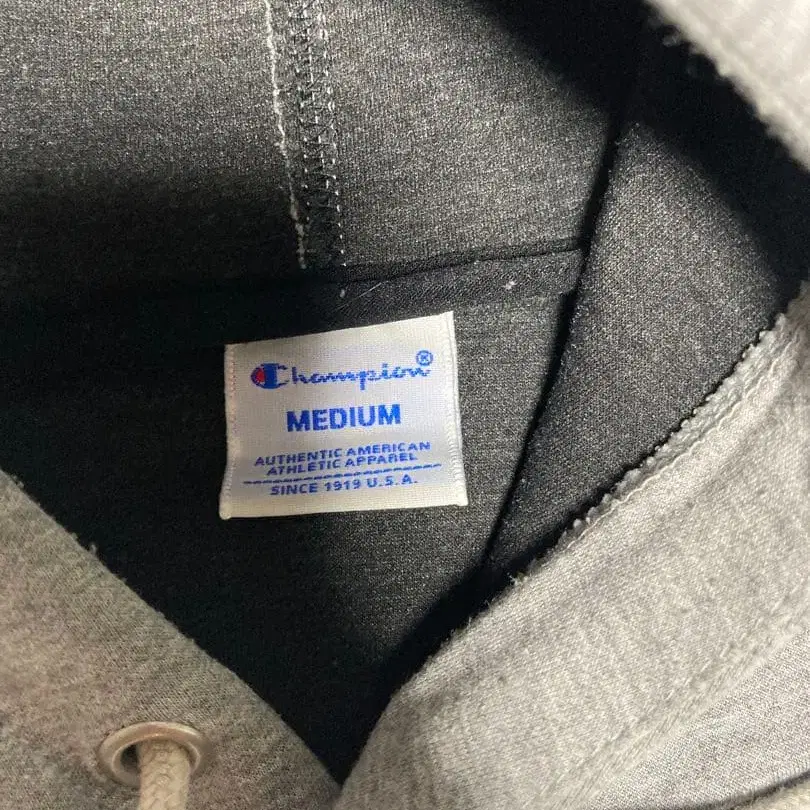 Champion®
MEDIUM
AUTHENTIC AMERICAN
ATHLETIC APPAREL
SINCE 1919 U.S.A.